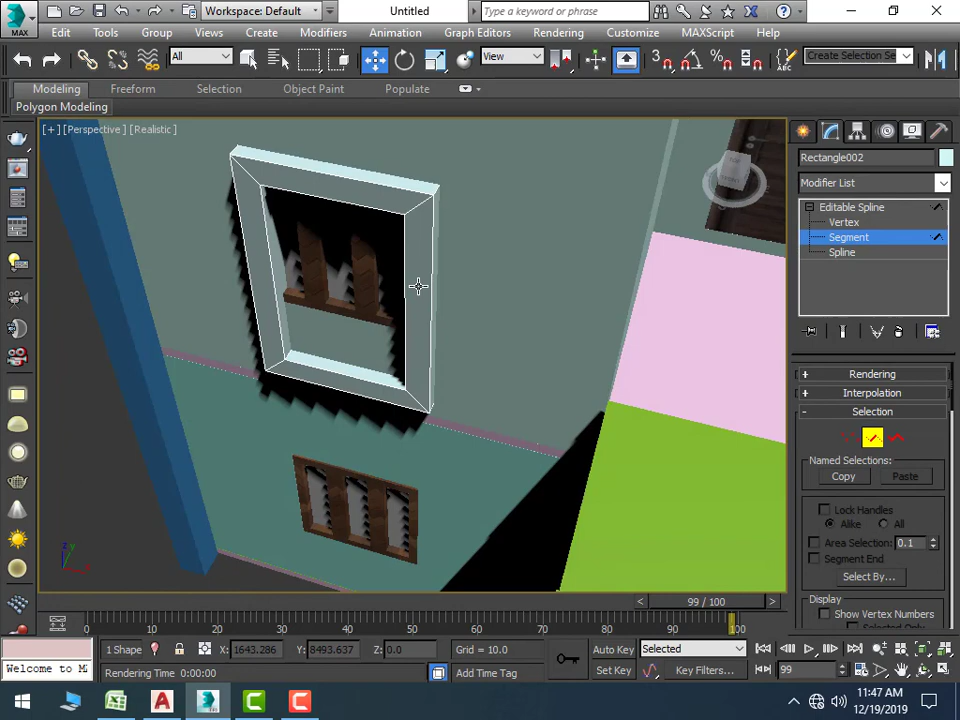 MAX
Workspace: Default
Untitled
Type a keyword or phrase
Edit Tools Group Views Create Modifiers Animation Graph Editors Rendering Customize MAXScript Help
All
View
3
Create Selection Se
Modeling Freeform Selection Object Paint Populate
Polygon Modeling
[+] [Perspective] [Realistic]
Rectangle002
Modifier List
Editable Spline
Vertex
Segment
Spline
+ Rendering
+ Interpolation
- Selection
Named Selections:
Copy Paste
Lock Handles
Alike All
Area Selection: 0.1
Segment End
Select By...
Display
Show Vertex Numbers
z
y
x
< 99 / 100 >
0 10 20 30 40 50 60 70 80 90 100
1 Shape X: 1643.286 Y: 8493.637 Z: 0.0 Grid = 10.0 Auto Key Selected
Welcome to M Rendering Time 0:00:00 Add Time Tag Set Key Key Filters... 99
11:47 AM
12/19/2019